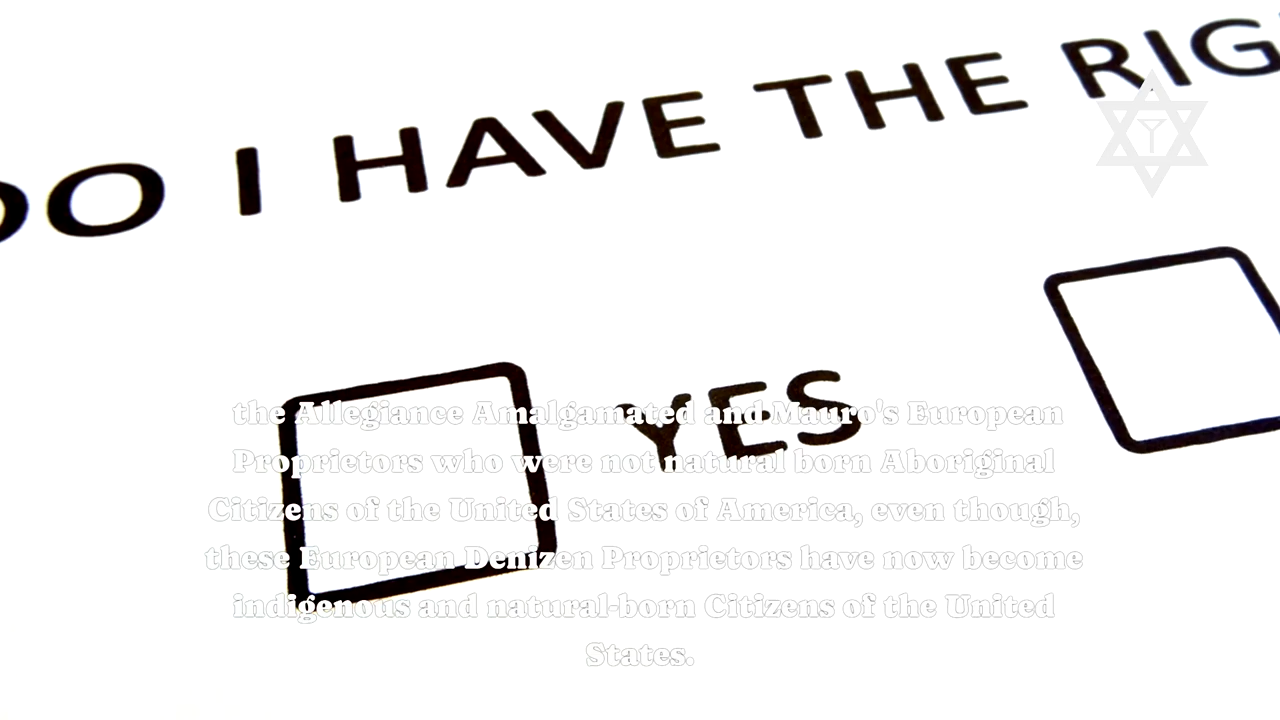 DO I HAVE THE RIG
YES
the Allegiance Amalgamated and Mauro's European
Proprietors who were not natural born Aboriginal
Citizens of the United States of America, even though,
these European Denizen Proprietors have now become
indigenous and natural-born Citizens of the United
States.